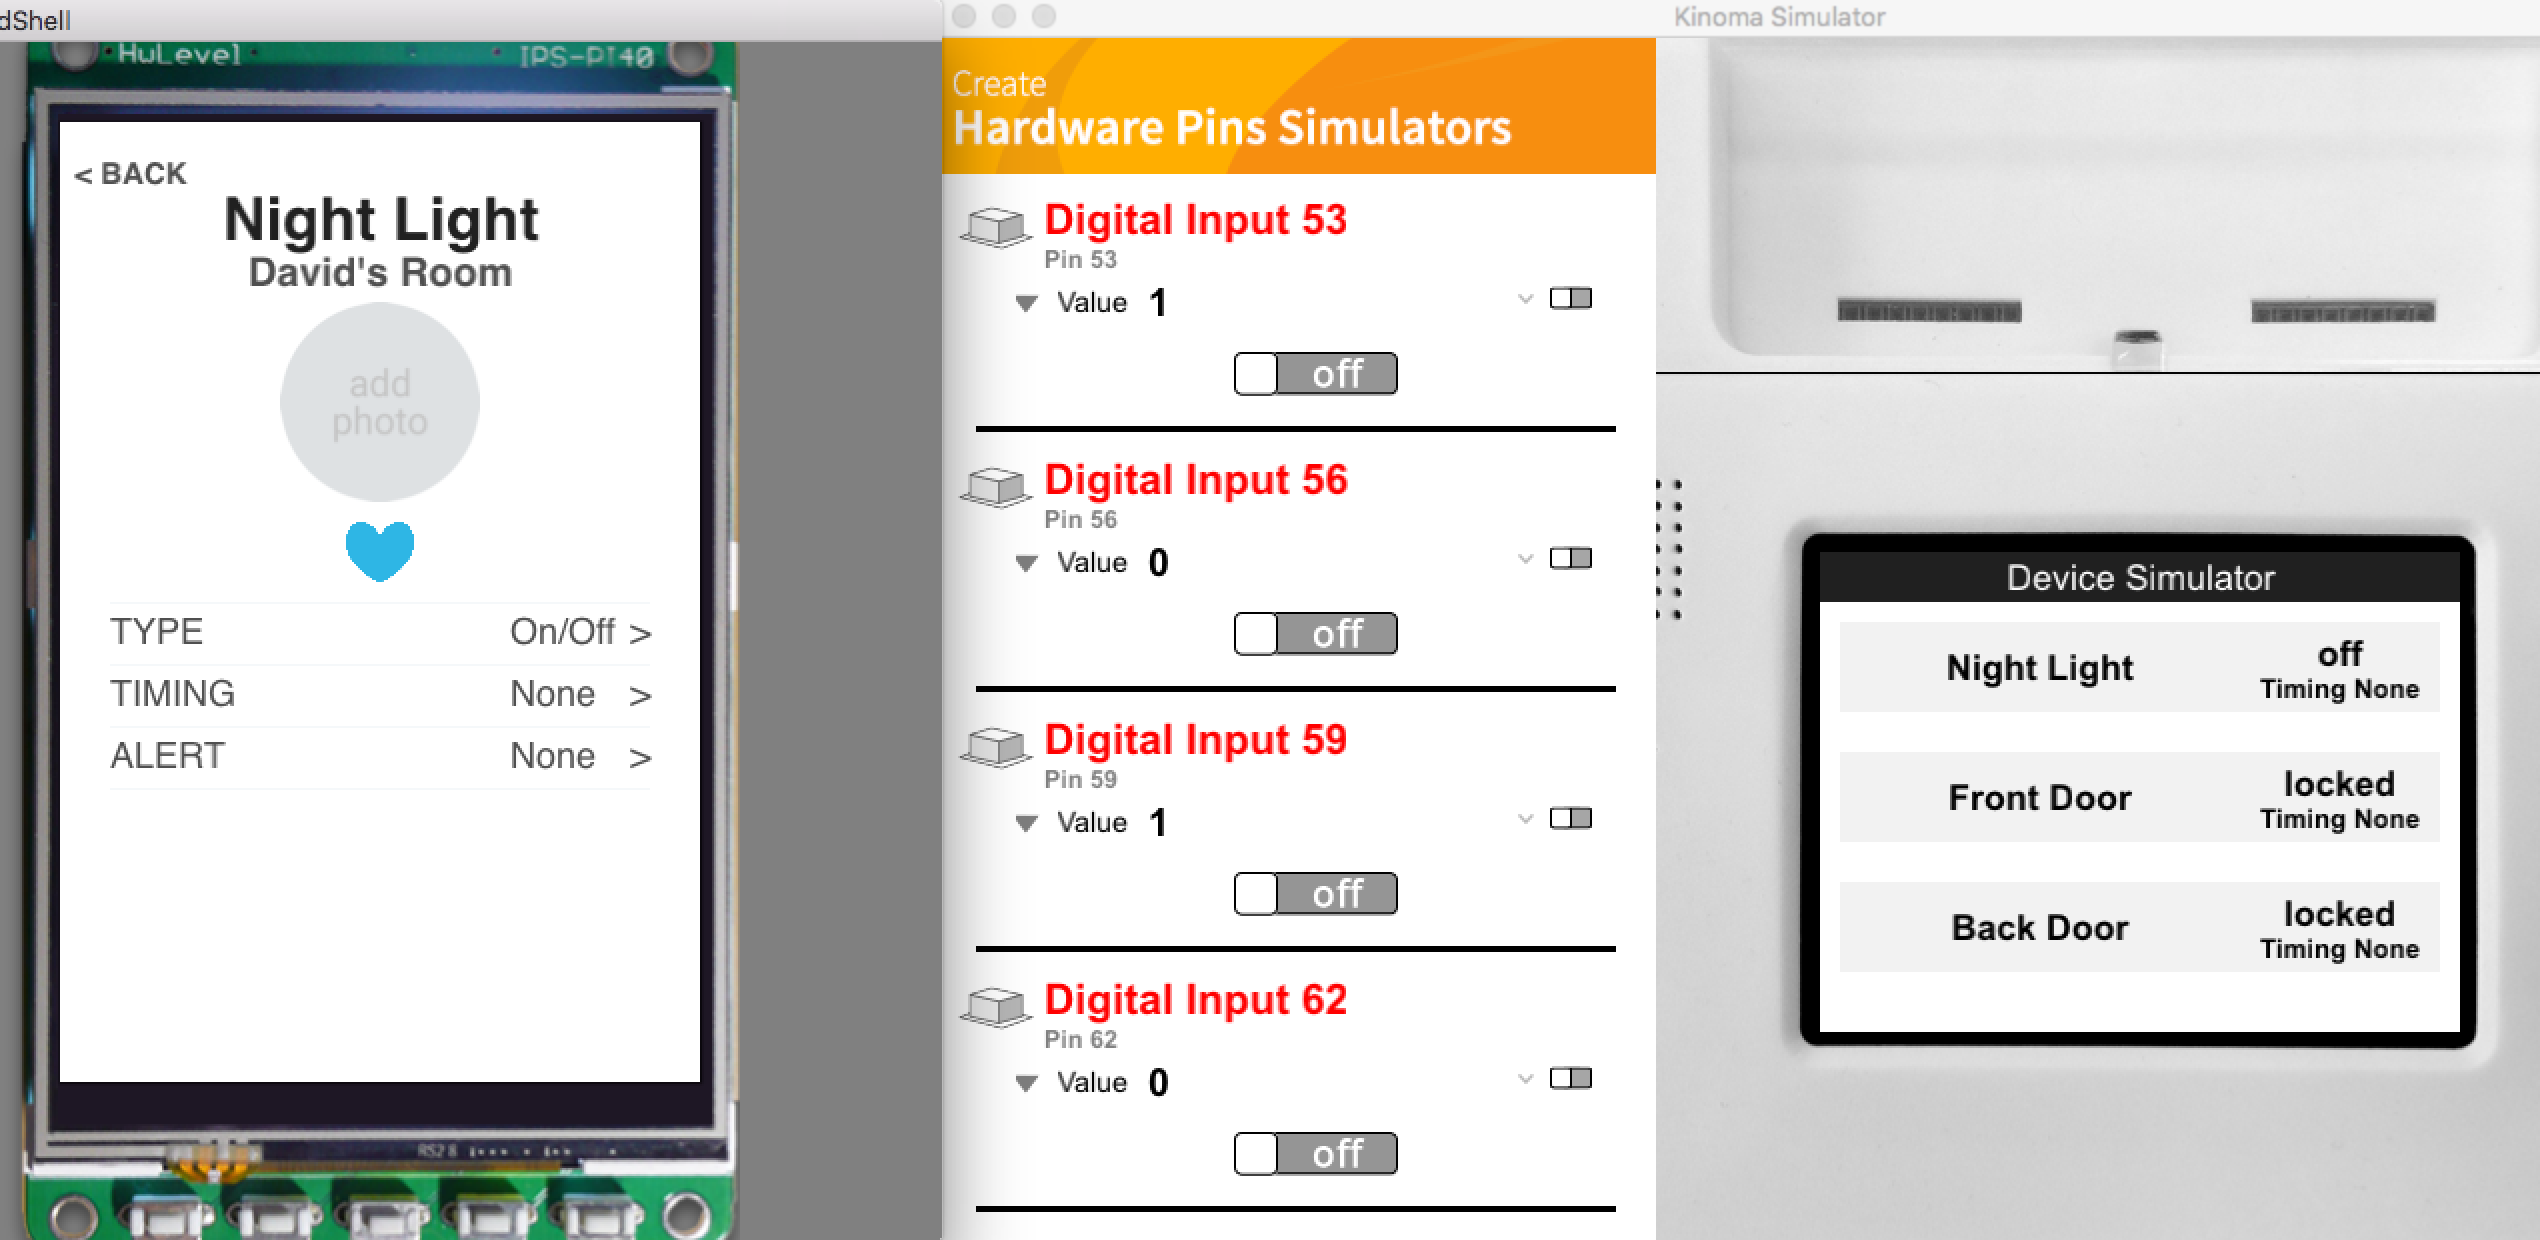 dShell
HwLevel
IPS-PT40
< BACK
Night Light
David's Room
add
photo
TYPE On/Off >
TIMING None >
ALERT None >
Create
Hardware Pins Simulators
Digital Input 53
Pin 53
Value 1
off
Digital Input 56
Pin 56
Value 0
off
Digital Input 59
Pin 59
Value 1
off
Digital Input 62
Pin 62
Value 0
off
Kinoma Simulator
Device Simulator
Night Light
off
Timing None
Front Door
locked
Timing None
Back Door
locked
Timing None